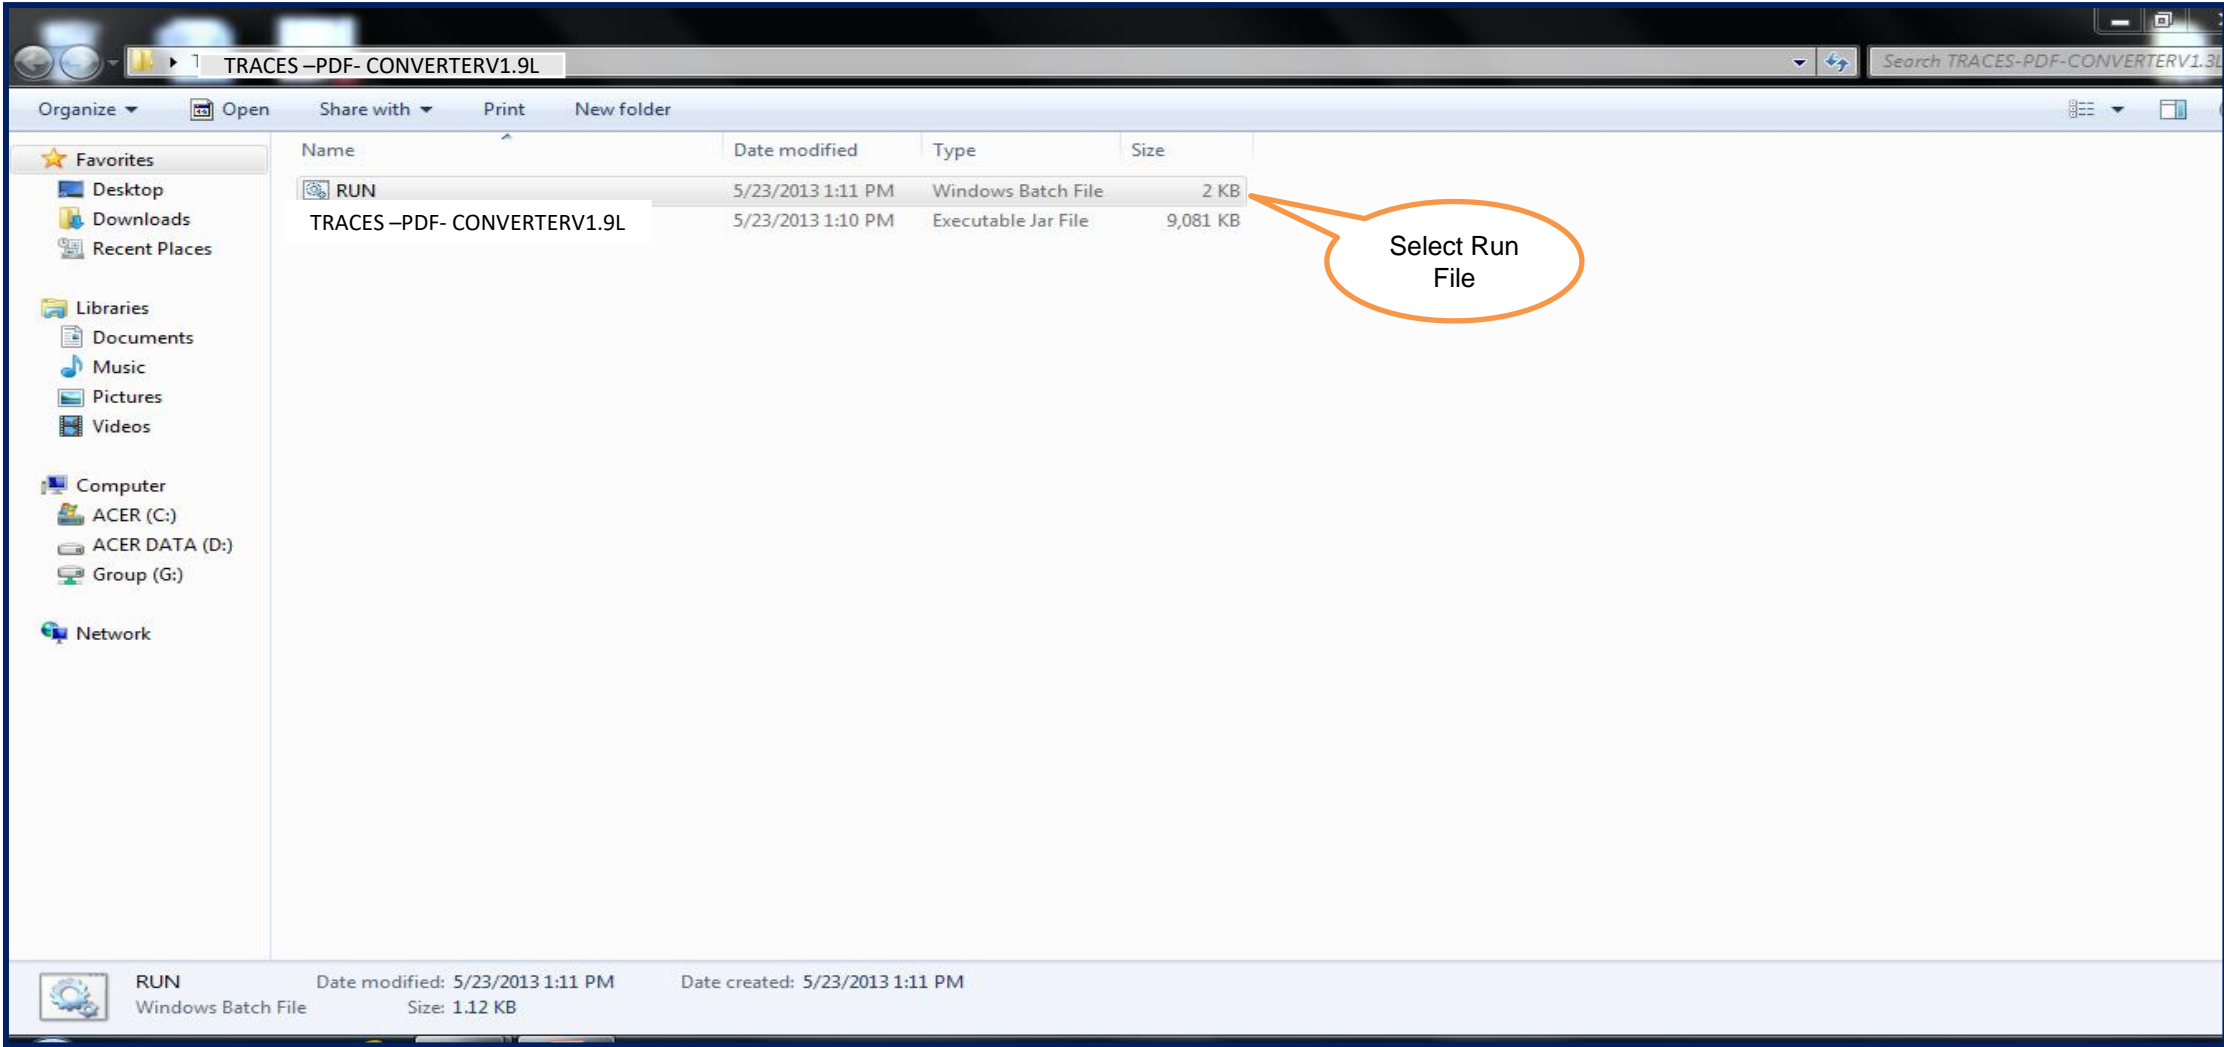 TRACES –PDF- CONVERTERV1.9L
Search TRACES-PDF-CONVERTERV1.3L
Organize Open Share with Print New folder
Name Date modified Type Size
Favorites
Desktop
Downloads
Recent Places
Libraries
Documents
Music
Pictures
Videos
Computer
ACER (C:)
ACER DATA (D:)
Group (G:)
Network
RUN 5/23/2013 1:11 PM Windows Batch File 2 KB
TRACES –PDF- CONVERTERV1.9L 5/23/2013 1:10 PM Executable Jar File 9,081 KB
Select Run
File
RUN Date modified: 5/23/2013 1:11 PM Date created: 5/23/2013 1:11 PM
Windows Batch File Size: 1.12 KB